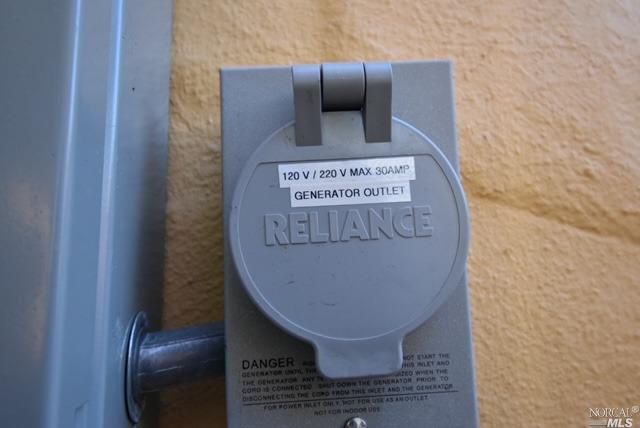 120 V / 220 V MAX 30AMP
GENERATOR OUTLET
RELIANCE
DANGER NOT START THE
GENERATOR UNTIL THIS INLET AND
THE GENERATOR ANY WHEN THE
CORD IS CONNECTED. SHUT DOWN THE GENERATOR PRIOR TO
DISCONNECTING THE CORD FROM THIS INLET AND THE GENERATOR
FOR POWER INLET ONLY, NOT FOR USE AS AN OUTLET.
NOT FOR INDOOR USE.
NORCAL
MLS